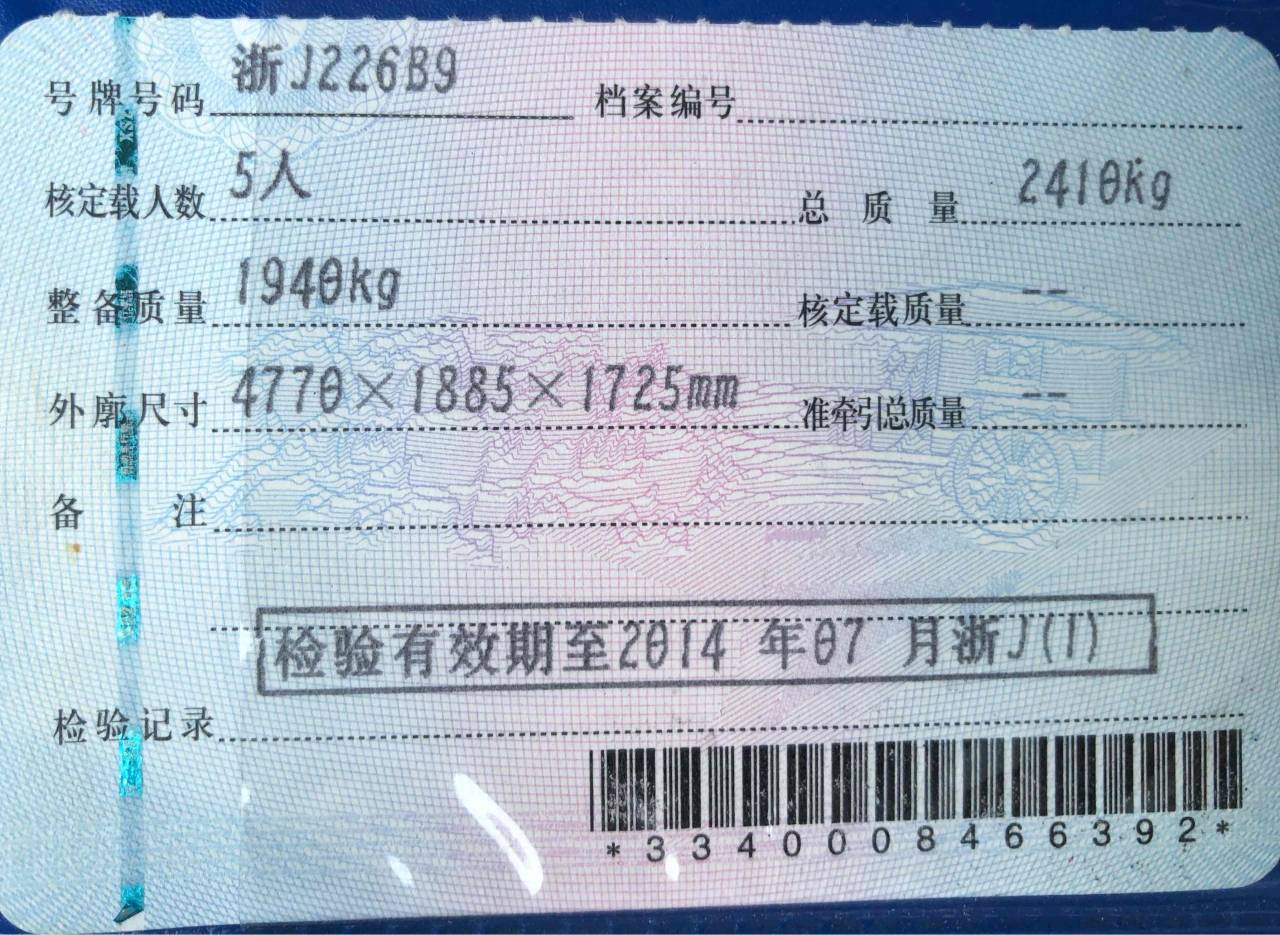 号牌号码 浙J226B9 档案编号
核定载人数 5人 总质量 2410kg
整备质量 1940kg 核定载质量 --
外廓尺寸 4770×1885×1725mm 准牵引总质量 --
备注
检验有效期至2014 年07 月浙J(1)
检验记录
*3340008466392*